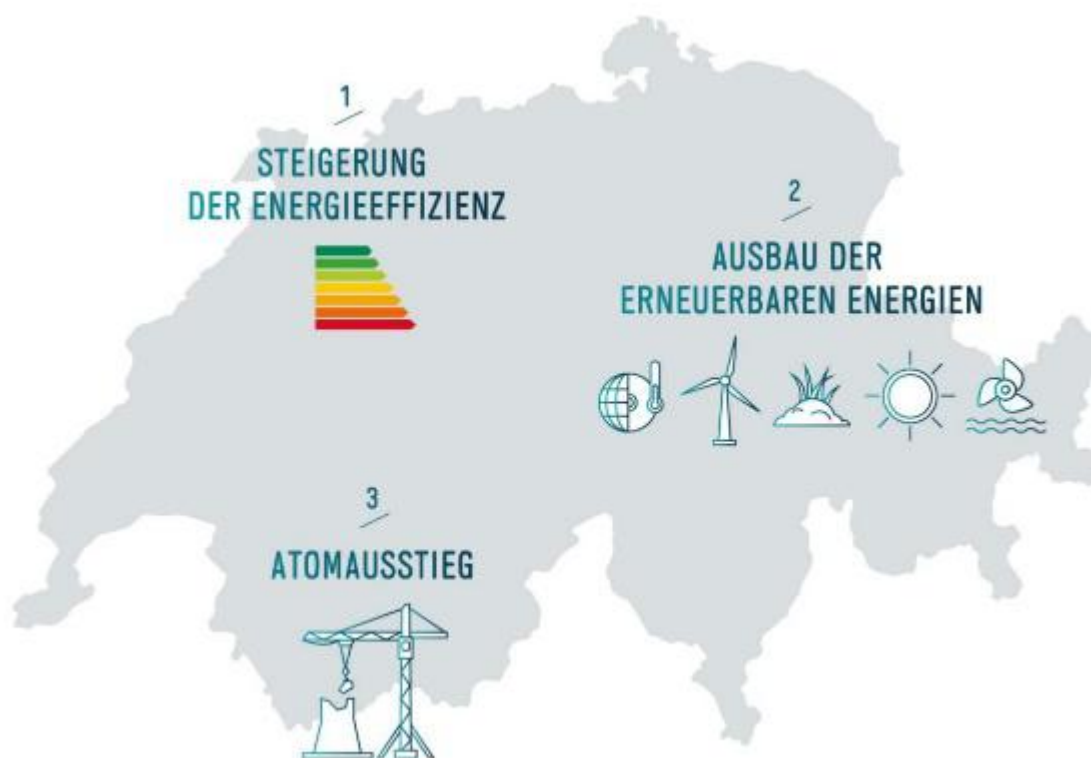 1
STEIGERUNG
DER ENERGIEEFFIZIENZ
2
AUSBAU DER
ERNEUERBAREN ENERGIEN
3
ATOMAUSSTIEG